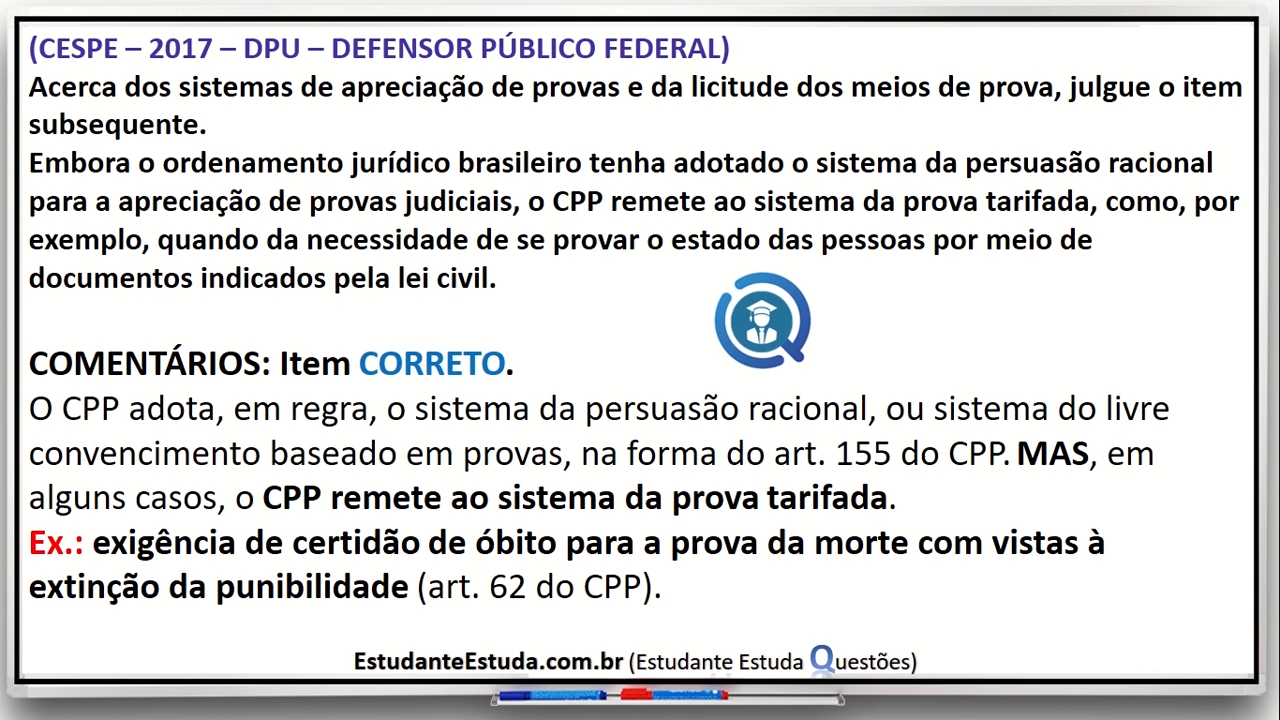 (CESPE – 2017 – DPU – DEFENSOR PÚBLICO FEDERAL)
Acerca dos sistemas de apreciação de provas e da licitude dos meios de prova, julgue o item
subsequente.
Embora o ordenamento jurídico brasileiro tenha adotado o sistema da persuasão racional
para a apreciação de provas judiciais, o CPP remete ao sistema da prova tarifada, como, por
exemplo, quando da necessidade de se provar o estado das pessoas por meio de
documentos indicados pela lei civil.
COMENTÁRIOS: Item CORRETO.
O CPP adota, em regra, o sistema da persuasão racional, ou sistema do livre
convencimento baseado em provas, na forma do art. 155 do CPP. MAS, em
alguns casos, o CPP remete ao sistema da prova tarifada.
Ex.: exigência de certidão de óbito para a prova da morte com vistas à
extinção da punibilidade (art. 62 do CPP).
EstudanteEstuda.com.br (Estudante Estuda Questões)